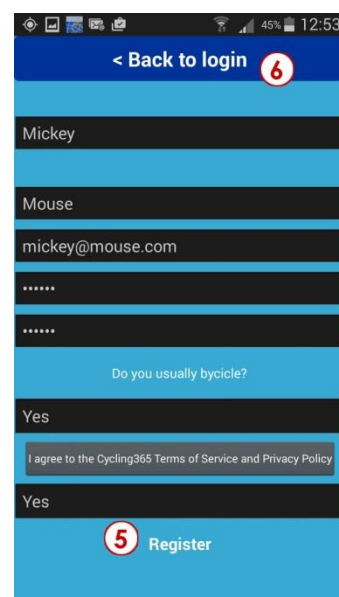 45% 12:53
< Back to login
6
Mickey
Mouse
mickey@mouse.com
••••••
••••••
Do you usually bycicle?
Yes
I agree to the Cycling365 Terms of Service and Privacy Policy
Yes
5 Register